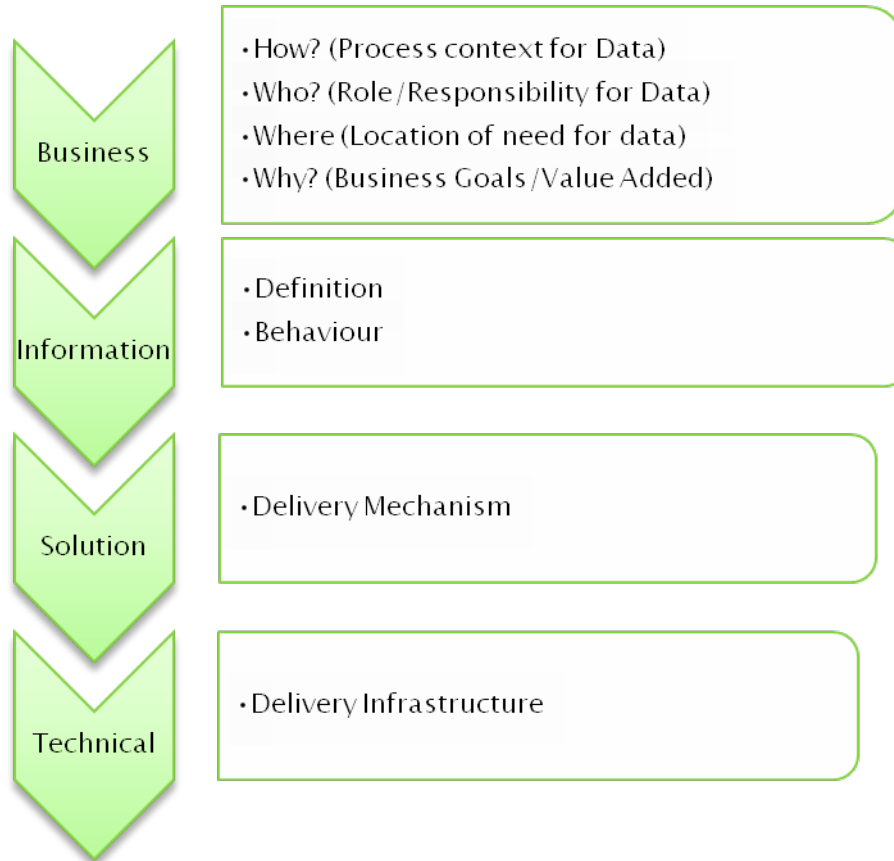 Business
•How? (Process context for Data)
•Who? (Role/Responsibility for Data)
•Where (Location of need for data)
•Why? (Business Goals/Value Added)
Information
•Definition
•Behaviour
Solution
•Delivery Mechanism
Technical
•Delivery Infrastructure